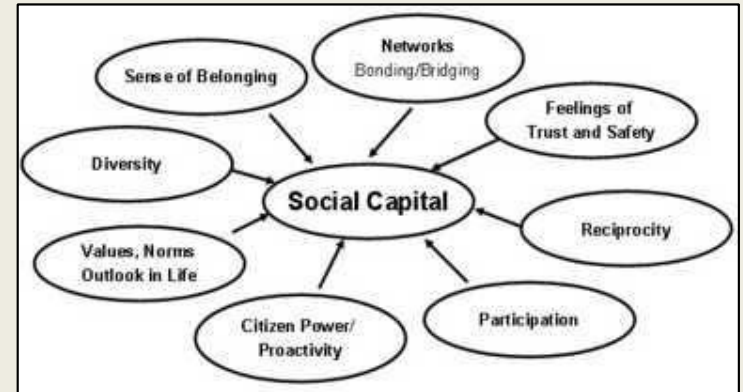 Networks
Bonding/Bridging
Sense of Belonging
Feelings of
Trust and Safety
Diversity
Social Capital
Reciprocity
Values, Norms
Outlook in Life
Participation
Citizen Power/
Proactivity